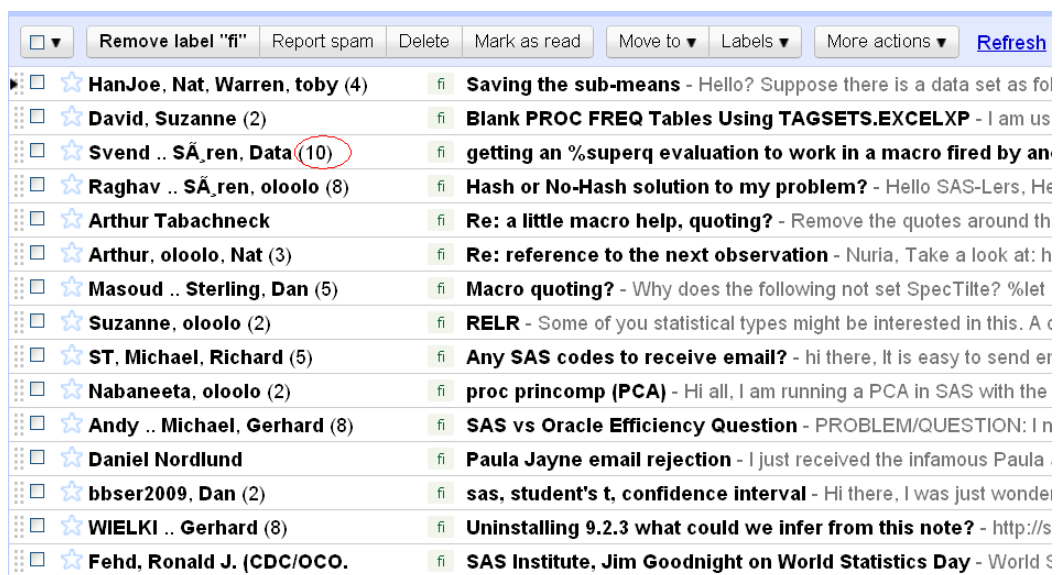 Remove label "fi" Report spam Delete Mark as read Move to ▼ Labels ▼ More actions ▼ Refresh
HanJoe, Nat, Warren, toby (4) fi Saving the sub-means - Hello? Suppose there is a data set as fol
David, Suzanne (2) fi Blank PROC FREQ Tables Using TAGSETS.EXCELXP - I am us
Svend .. SÃ¸ren, Data (10) fi getting an %superq evaluation to work in a macro fired by an
Raghav .. SÃ¸ren, oloolo (8) fi Hash or No-Hash solution to my problem? - Hello SAS-Lers, He
Arthur Tabachneck fi Re: a little macro help, quoting? - Remove the quotes around th
Arthur, oloolo, Nat (3) fi Re: reference to the next observation - Nuria, Take a look at: h
Masoud .. Sterling, Dan (5) fi Macro quoting? - Why does the following not set SpecTilte? %let
Suzanne, oloolo (2) fi RELR - Some of you statistical types might be interested in this. A
ST, Michael, Richard (5) fi Any SAS codes to receive email? - hi there, It is easy to send e
Nabaneeta, oloolo (2) fi proc princomp (PCA) - Hi all, I am running a PCA in SAS with the
Andy .. Michael, Gerhard (8) fi SAS vs Oracle Efficiency Question - PROBLEM/QUESTION: I n
Daniel Nordlund fi Paula Jayne email rejection - I just received the infamous Paula
bbser2009, Dan (2) fi sas, student's t, confidence interval - Hi there, I was just wonde
WIELKI .. Gerhard (8) fi Uninstalling 9.2.3 what could we infer from this note? - http://s
Fehd, Ronald J. (CDC/OCO. fi SAS Institute, Jim Goodnight on World Statistics Day - World S